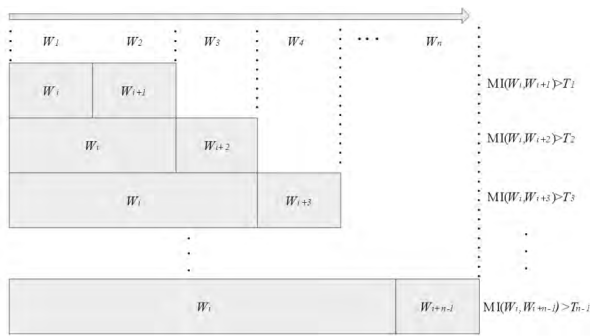 W1 W2 W3 W4 ... Wn
Wi Wi+1 MI(Wi,Wi+1)>T1
Wi Wi+2 MI(Wi,Wi+2)>T2
Wi Wi+3 MI(Wi,Wi+3)>T3
Wi Wi+n-1 MI(Wi,Wi+n-1)>Tn-1